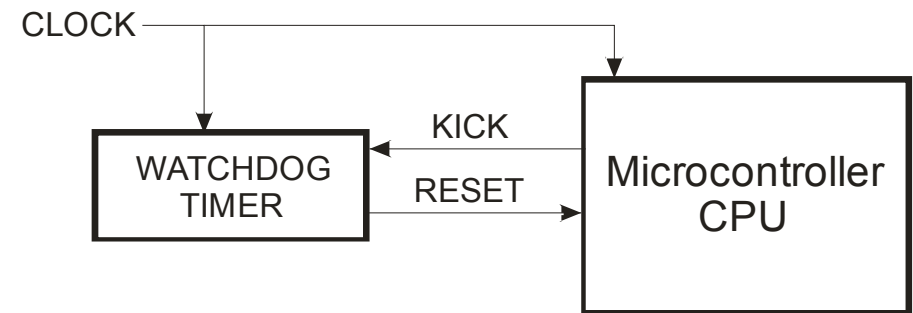 CLOCK
KICK
WATCHDOG
TIMER
RESET
Microcontroller
CPU